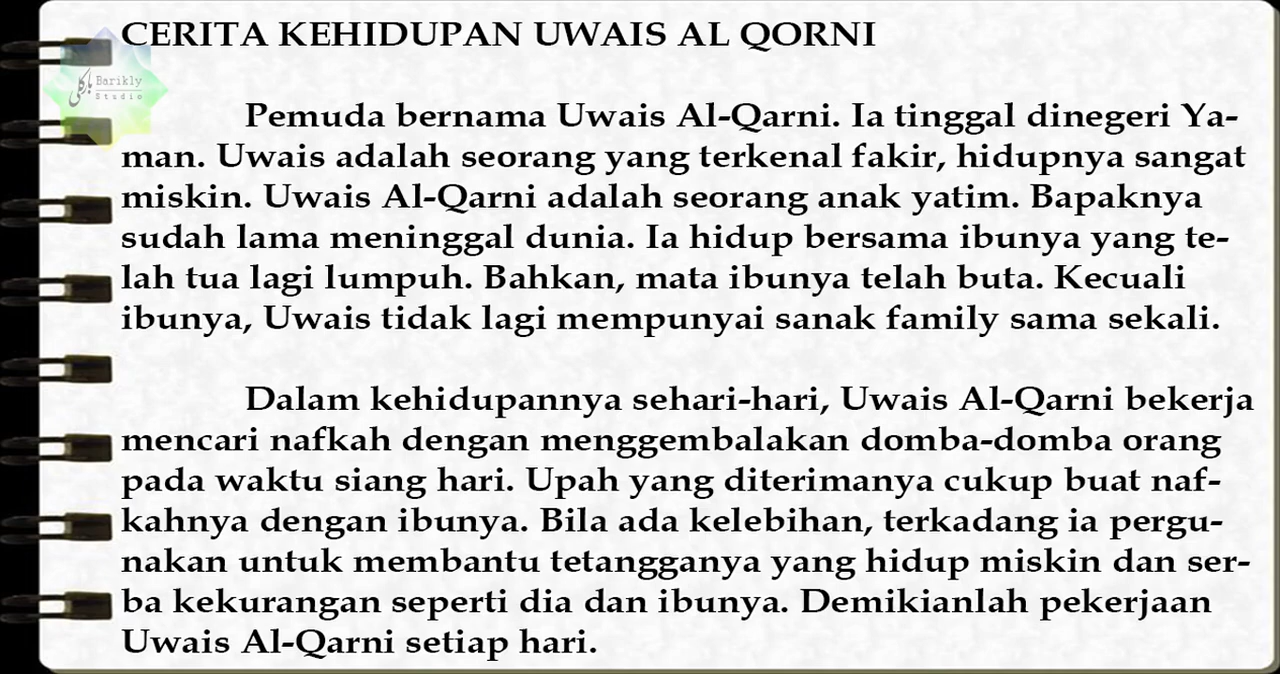 CERITA KEHIDUPAN UWAIS AL QORNI
باركلي
Barikly
Studio
Pemuda bernama Uwais Al-Qarni. Ia tinggal dinegeri Ya-
man. Uwais adalah seorang yang terkenal fakir, hidupnya sangat
miskin. Uwais Al-Qarni adalah seorang anak yatim. Bapaknya
sudah lama meninggal dunia. Ia hidup bersama ibunya yang te-
lah tua lagi lumpuh. Bahkan, mata ibunya telah buta. Kecuali
ibunya, Uwais tidak lagi mempunyai sanak family sama sekali.
Dalam kehidupannya sehari-hari, Uwais Al-Qarni bekerja
mencari nafkah dengan menggembalakan domba-domba orang
pada waktu siang hari. Upah yang diterimanya cukup buat naf-
kahnya dengan ibunya. Bila ada kelebihan, terkadang ia pergu-
nakan untuk membantu tetangganya yang hidup miskin dan ser-
ba kekurangan seperti dia dan ibunya. Demikianlah pekerjaan
Uwais Al-Qarni setiap hari.